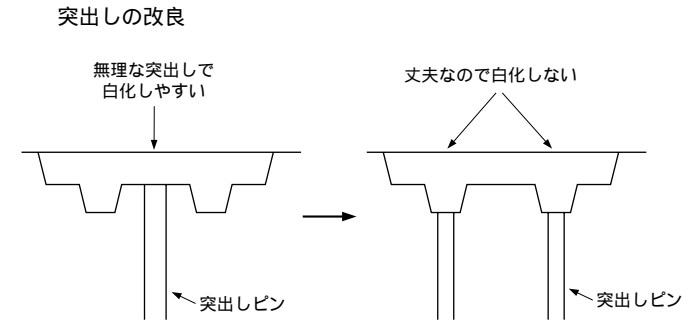 突出しの改良
無理な突出しで
白化しやすい
丈夫なので白化しない
突出しピン
突出しピン